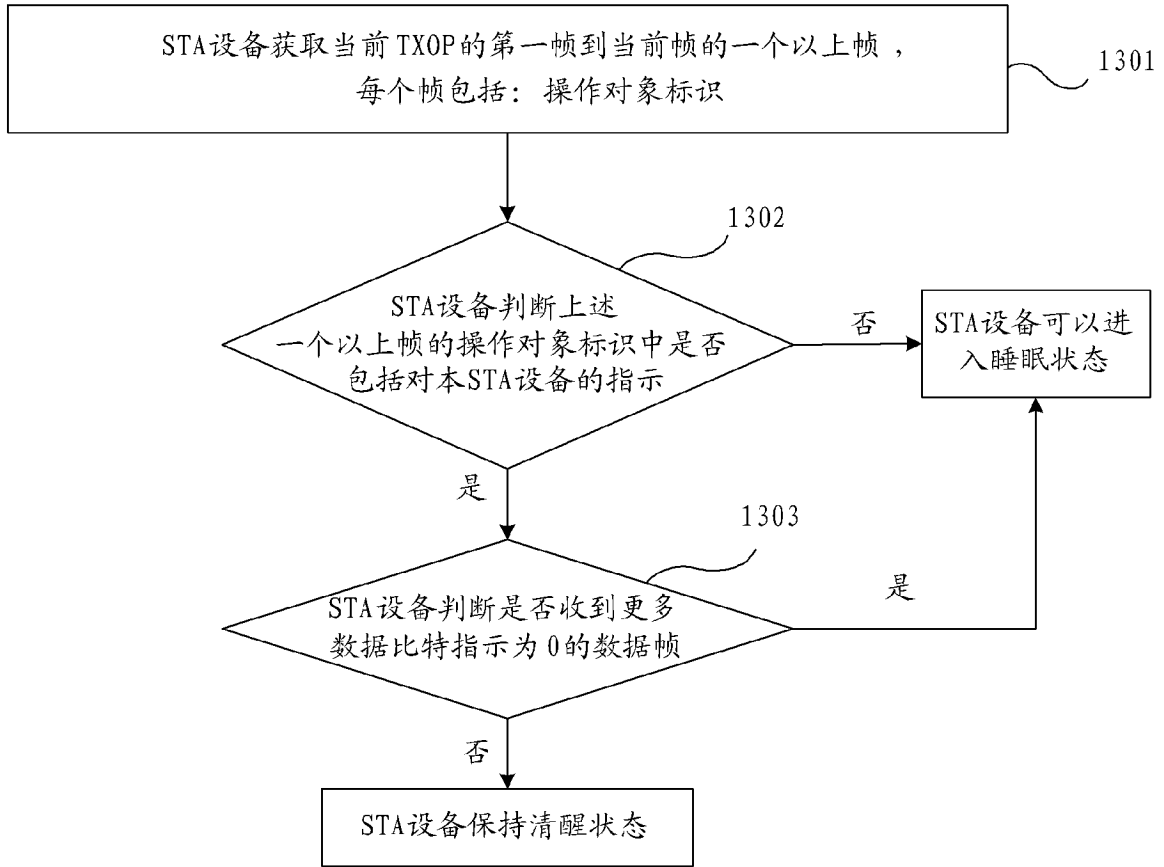 STA设备获取当前TXOP的第一帧到当前帧的一个以上帧，
每个帧包括：操作对象标识
1301
1302
STA设备判断上述
一个以上帧的操作对象标识中是否
包括对本STA设备的指示
否
STA设备可以进
入睡眠状态
是
1303
STA设备判断是否收到更多
数据比特指示为0的数据帧
是
否
STA设备保持清醒状态